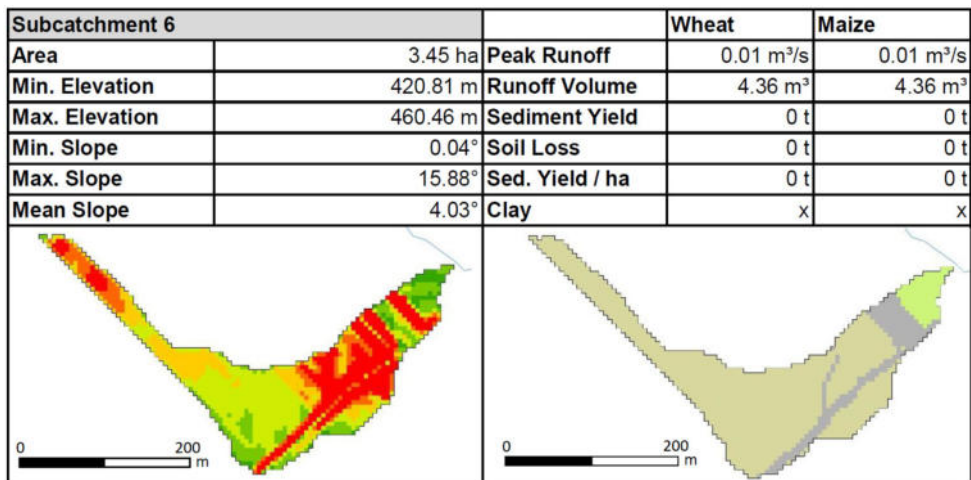 Subcatchment 6 Wheat Maize
Area 3.45 ha Peak Runoff 0.01 m³/s 0.01 m³/s
Min. Elevation 420.81 m Runoff Volume 4.36 m³ 4.36 m³
Max. Elevation 460.46 m Sediment Yield 0 t 0 t
Min. Slope 0.04° Soil Loss 0 t 0 t
Max. Slope 15.88° Sed. Yield / ha 0 t 0 t
Mean Slope 4.03° Clay x x
0 200 0 200
m m